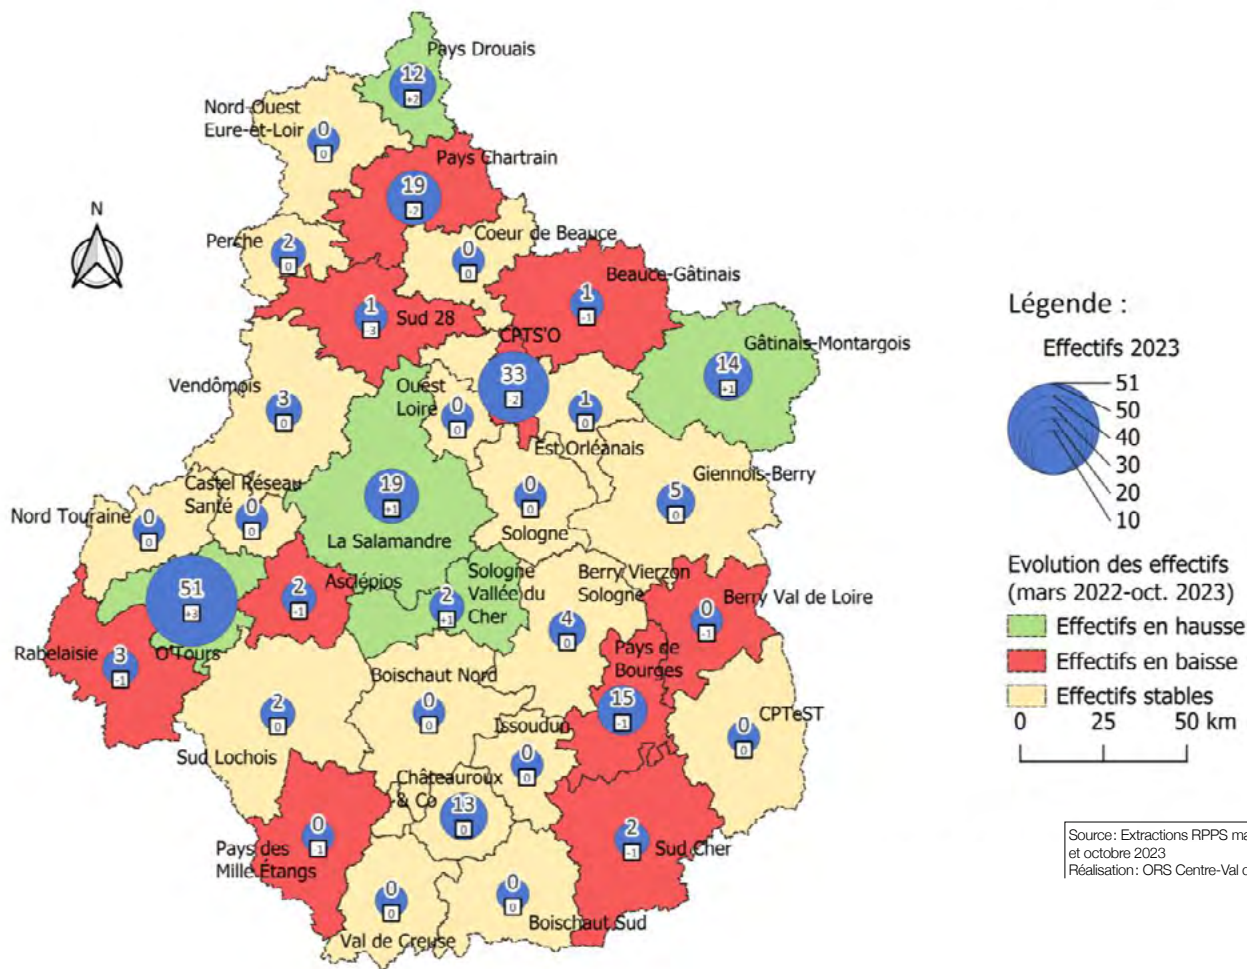 Pays Drouais
12
+2
Nord-Ouest
Eure-et-Loir
0
0
Pays Chartrain
19
-2
N
Perche
2
0
Coeur de Beauce
0
0
Beauce-Gâtinais
1
-1
Sud 28
1
-3
CPTS'O
33
-2
Gâtinais-Montargois
14
+1
Vendômois
3
0
Ouest
Loire
0
0
1
0
Est Orléanais
Giennois-Berry
5
0
Castel Réseau
Santé
0
0
19
+1
La Salamandre
0
0
Sologne
Nord Touraine
0
0
51
+3
O'Tours
Asclépios
2
-1
Sologne
Vallée du
Cher
2
+1
Berry Vierzon
Sologne
4
0
Berry Val de Loire
0
-1
Rabelaisie
3
-1
Pays de
Bourges
15
-1
Boischaut Nord
0
0
2
0
Sud Lochois
Issoudun
0
0
CPTeST
0
0
Châteauroux
& Co
13
0
Pays des
Mille Étangs
0
-1
2
-1
Sud Cher
0
0
Val de Creuse
0
0
Boischaut Sud
Légende :
Effectifs 2023
51
50
40
30
20
10
Evolution des effectifs
(mars 2022-oct. 2023)
Effectifs en hausse
Effectifs en baisse
Effectifs stables
0 25 50 km
Source: Extractions RPPS
et octobre 2023
Réalisation: ORS Centre-Val